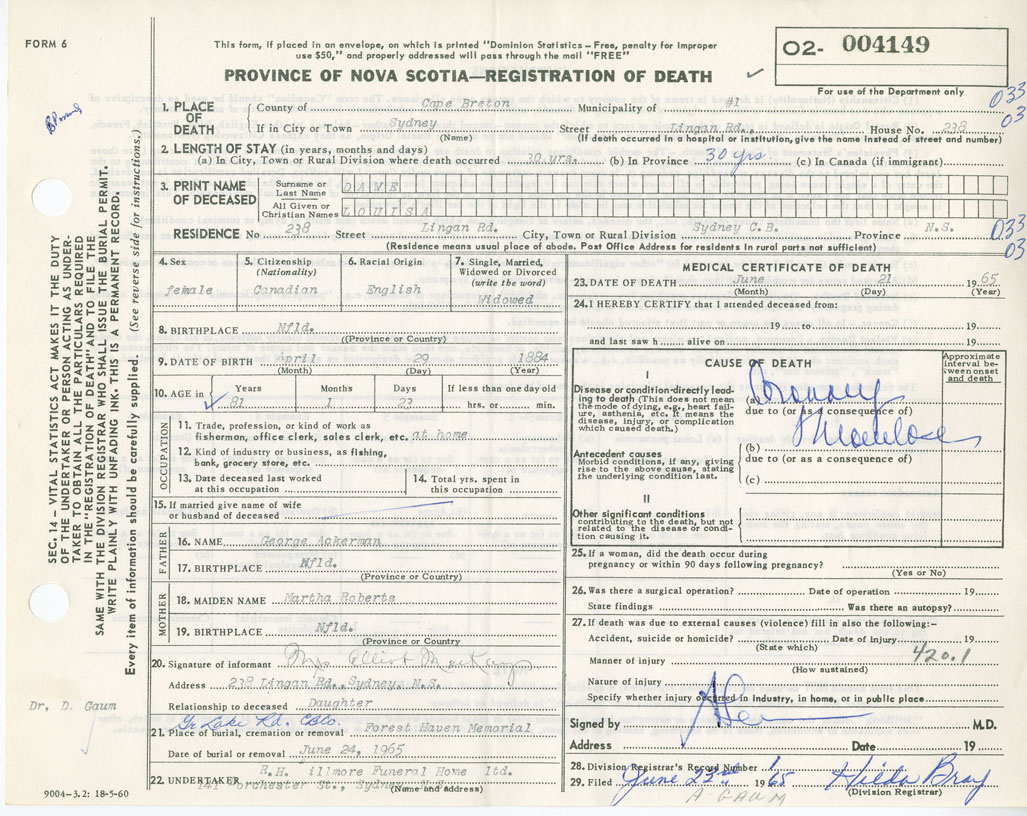 FORM 6
This form, if placed in an envelope, on which is printed "Dominion Statistics – Free, penalty for improper
use $50," and properly addressed will pass through the mail "FREE"
PROVINCE OF NOVA SCOTIA—REGISTRATION OF DEATH
O2- 004149
For use of the Department only
033
03
1. PLACE OF DEATH County of Cape Breton Municipality of #1
If in City or Town Sydney Street Lingan Rd., House No. 238
(Name) (If death occurred in a hospital or institution, give the name instead of street and number)
2. LENGTH OF STAY (in years, months and days)
(a) In City, Town or Rural Division where death occurred 30 yrs. (b) In Province 30 yrs. (c) In Canada (if immigrant)
3. PRINT NAME OF DECEASED
Surname or Last Name DAWE
All Given or Christian Names LOUISA
RESIDENCE No 238 Street Lingan Rd. City, Town or Rural Division Sydney C.B. Province N.S.
033
03
(Residence means usual place of abode. Post Office Address for residents in rural parts not sufficient)
4. Sex
female
5. Citizenship
(Nationality)
Canadian
6. Racial Origin
English
7. Single, Married,
Widowed or Divorced
(write the word)
Widowed
8. BIRTHPLACE Nfld.
(Province or Country)
9. DATE OF BIRTH April 29 1884
(Month) (Day) (Year)
10. AGE in
Years Months Days If less than one day old
81 1 23 hrs. or min.
OCCUPATION
11. Trade, profession, or kind of work as
fisherman, office clerk, sales clerk, etc. at home
12. Kind of industry or business, as fishing,
bank, grocery store, etc.
13. Date deceased last worked
at this occupation
14. Total yrs. spent in
this occupation
15. If married give name of wife
or husband of deceased
FATHER
16. NAME George Ackerman
17. BIRTHPLACE Nfld.
(Province or Country)
MOTHER
18. MAIDEN NAME Martha Roberts
19. BIRTHPLACE Nfld.
(Province or Country)
20. Signature of informant Mrs Elliot MacKay
Address 238 Lingan Rd., Sydney, N.S.
Relationship to deceased Daughter
21. Place of burial, cremation or removal Forest Haven Memorial
Gr Lake Rd.
Date of burial or removal June 24, 1965
22. UNDERTAKER R.H. illmore Funeral Home ltd.
141 orchester St., Sydney
(Name and address)
MEDICAL CERTIFICATE OF DEATH
23. DATE OF DEATH June 21 1965
(Month) (Day) (Year)
24. I HEREBY CERTIFY that I attended deceased from:
19 to 19
and last saw h alive on 19
CAUSE OF DEATH
Approximate
interval between
onset
and death
I
Disease or condition directly leading
to death (This does not mean
the mode of dying, e.g., heart failure,
asthenia, etc. It means the
disease, injury, or complication
which caused death.)
(a) Coronary
due to (or as a consequence of)
Thrombosis
Antecedent causes
Morbid conditions, if any, giving
rise to the above cause, stating
the underlying condition last.
(b)
due to (or as a consequence of)
(c)
II
Other significant conditions
contributing to the death, but not
related to the disease or condition
causing it.
25. If a woman, did the death occur during
pregnancy or within 90 days following pregnancy?
(Yes or No)
26. Was there a surgical operation? Date of operation 19
State findings Was there an autopsy?
27. If death was due to external causes (violence) fill in also the following:–
Accident, suicide or homicide? Date of injury 19
(State which)
420.1
Manner of injury
(How sustained)
Nature of injury
Specify whether injury occurred in industry, in home, or in public place
Signed by M.D.
Address Date 19
28. Division Registrar's Record Number 1
29. Filed June 23rd 1965 Hilda Bray
(Division Registrar)
A. GAUM
SEC. 14 – VITAL STATISTICS ACT MAKES IT THE DUTY
OF THE UNDERTAKER OR PERSON ACTING AS UNDERTAKER
TO OBTAIN ALL THE PARTICULARS REQUIRED
IN THE "REGISTRATION OF DEATH" AND TO FILE THE
SAME WITH THE DIVISION REGISTRAR WHO SHALL ISSUE THE BURIAL PERMIT.
WRITE PLAINLY WITH UNFADING INK. THIS IS A PERMANENT RECORD.
Every item of information should be carefully supplied. (See reverse side for instructions.)
Dr. D. Gaum
9004-3.2: 18-5-60